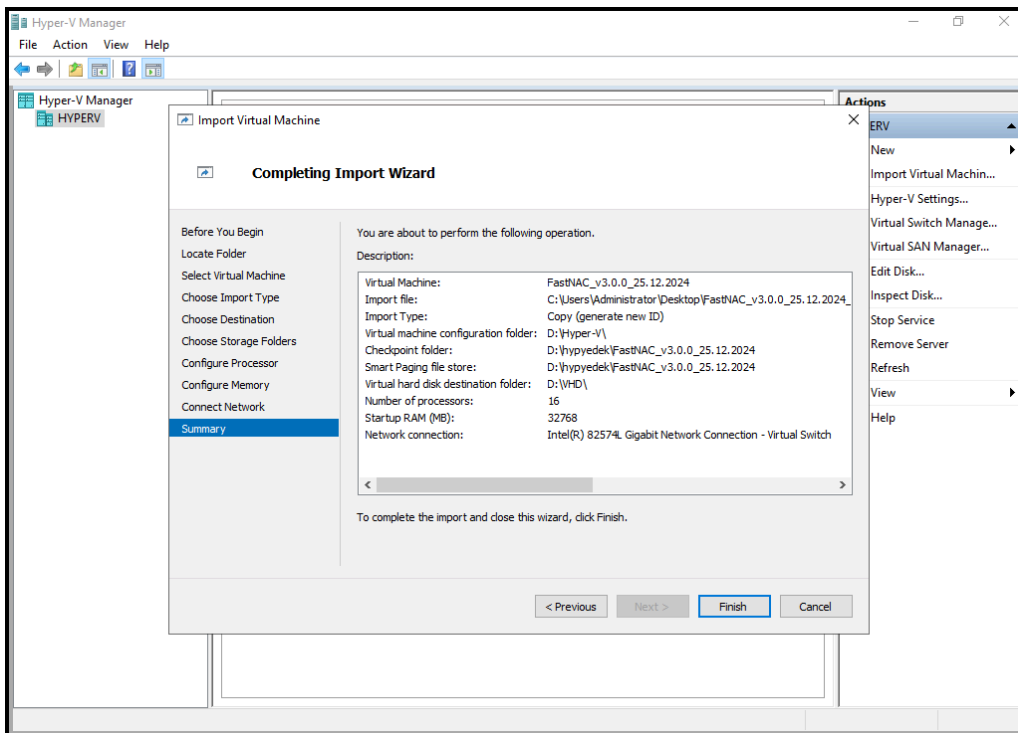 Hyper-V Manager
File Action View Help
Hyper-V Manager
HYPERV
Import Virtual Machine
Completing Import Wizard
Before You Begin
Locate Folder
Select Virtual Machine
Choose Import Type
Choose Destination
Choose Storage Folders
Configure Processor
Configure Memory
Connect Network
Summary
You are about to perform the following operation.
Description:
Virtual Machine: FastNAC_v3.0.0_25.12.2024
Import file: C:\Users\Administrator\Desktop\FastNAC_v3.0.0_25.12.2024_
Import Type: Copy (generate new ID)
Virtual machine configuration folder: D:\Hyper-V\
Checkpoint folder: D:\hypyedek\FastNAC_v3.0.0_25.12.2024
Smart Paging file store: D:\hypyedek\FastNAC_v3.0.0_25.12.2024
Virtual hard disk destination folder: D:\VHD\
Number of processors: 16
Startup RAM (MB): 32768
Network connection: Intel(R) 82574L Gigabit Network Connection - Virtual Switch
To complete the import and close this wizard, click Finish.
< Previous Next > Finish Cancel
Actions
ERV
New
Import Virtual Machin...
Hyper-V Settings...
Virtual Switch Manage...
Virtual SAN Manager...
Edit Disk...
Inspect Disk...
Stop Service
Remove Server
Refresh
View
Help